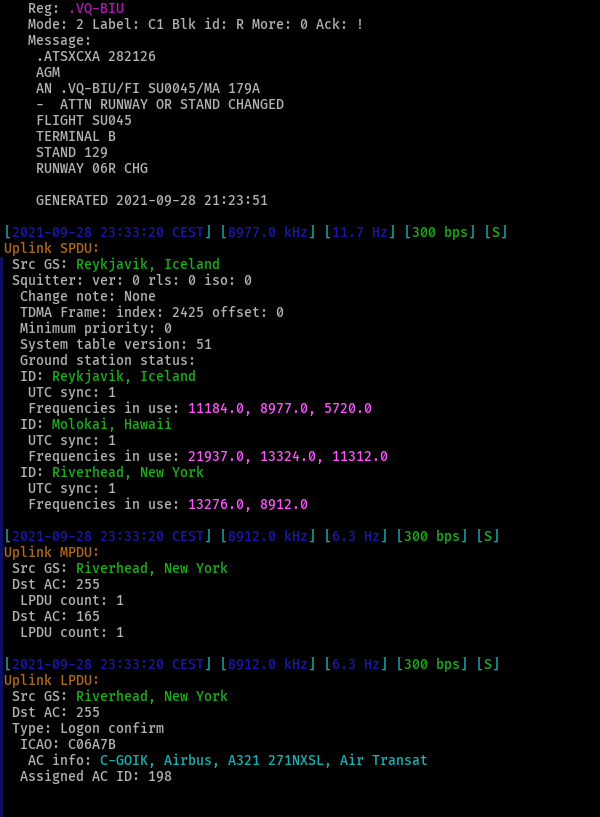 Reg: .VQ-BIU
Mode: 2 Label: C1 Blk id: R More: 0 Ack: !
Message:
.ATSXCXA 282126
AGM
AN .VQ-BIU/FI SU0045/MA 179A
-  ATTN RUNWAY OR STAND CHANGED
FLIGHT SU045
TERMINAL B
STAND 129
RUNWAY 06R CHG
GENERATED 2021-09-28 21:23:51
[2021-09-28 23:33:20 CEST] [8977.0 kHz] [11.7 Hz] [300 bps] [S]
Uplink SPDU:
Src GS: Reykjavik, Iceland
Squitter: ver: 0 rls: 0 iso: 0
Change note: None
TDMA Frame: index: 2425 offset: 0
Minimum priority: 0
System table version: 51
Ground station status:
ID: Reykjavik, Iceland
UTC sync: 1
Frequencies in use: 11184.0, 8977.0, 5720.0
ID: Molokai, Hawaii
UTC sync: 1
Frequencies in use: 21937.0, 13324.0, 11312.0
ID: Riverhead, New York
UTC sync: 1
Frequencies in use: 13276.0, 8912.0
[2021-09-28 23:33:20 CEST] [8912.0 kHz] [6.3 Hz] [300 bps] [S]
Uplink MPDU:
Src GS: Riverhead, New York
Dst AC: 255
LPDU count: 1
Dst AC: 165
LPDU count: 1
[2021-09-28 23:33:20 CEST] [8912.0 kHz] [6.3 Hz] [300 bps] [S]
Uplink LPDU:
Src GS: Riverhead, New York
Dst AC: 255
Type: Logon confirm
ICAO: C06A7B
AC info: C-GOIK, Airbus, A321 271NXSL, Air Transat
Assigned AC ID: 198